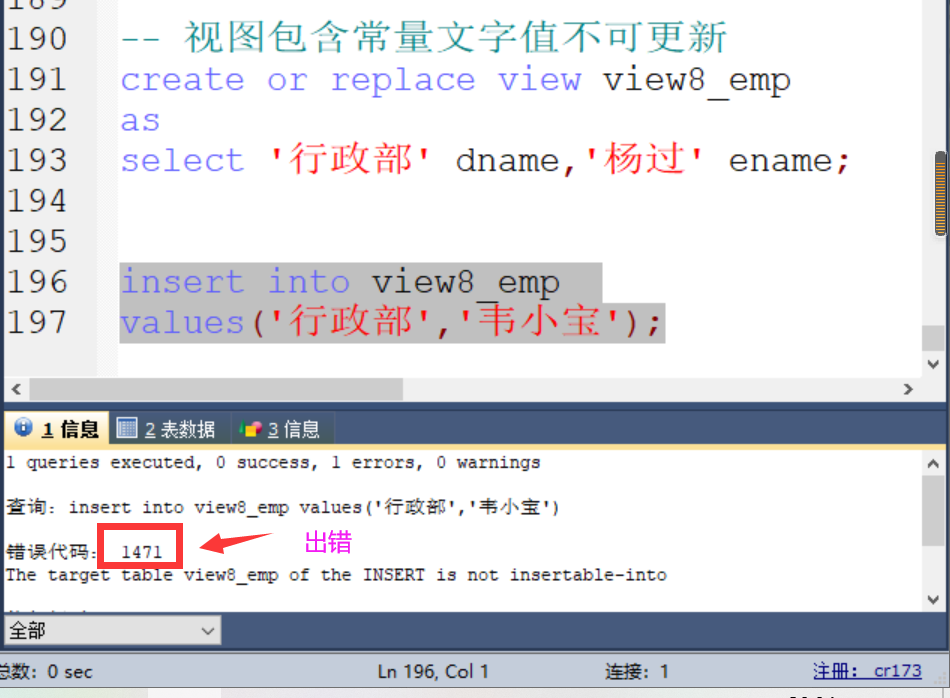 189
190 -- 视图包含常量文字值不可更新
191 create or replace view view8_emp
192 as
193 select '行政部' dname,'杨过' ename;
194
195
196 insert into view8_emp
197 values('行政部','韦小宝');
1 信息 2 表数据 3 信息
1 queries executed, 0 success, 1 errors, 0 warnings
查询: insert into view8_emp values('行政部','韦小宝')
错误代码: 1471 出错
The target table view8_emp of the INSERT is not insertable-into
全部
总数: 0 sec Ln 196, Col 1 连接: 1 注册: cr173